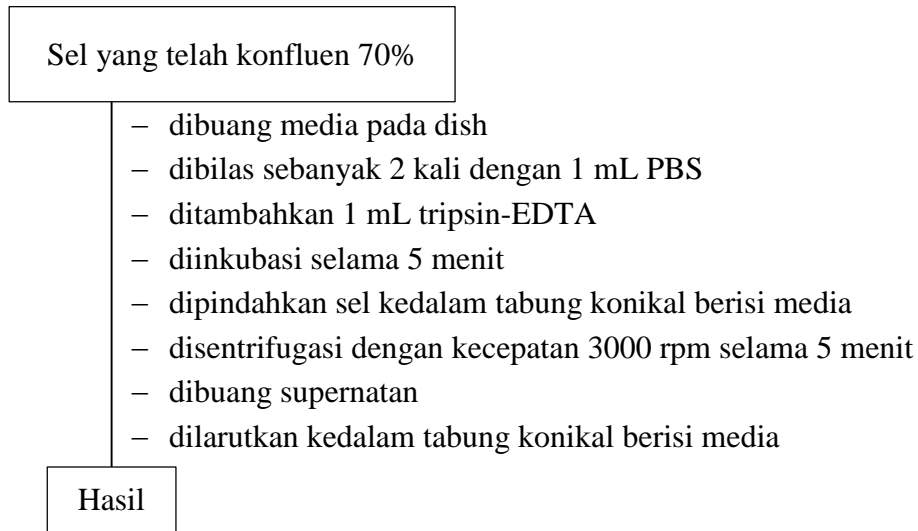 Sel yang telah konfluen 70%
– dibuang media pada dish
– dibilas sebanyak 2 kali dengan 1 mL PBS
– ditambahkan 1 mL tripsin-EDTA
– diinkubasi selama 5 menit
– dipindahkan sel kedalam tabung konikal berisi media
– disentrifugasi dengan kecepatan 3000 rpm selama 5 menit
– dibuang supernatan
– dilarutkan kedalam tabung konikal berisi media
Hasil